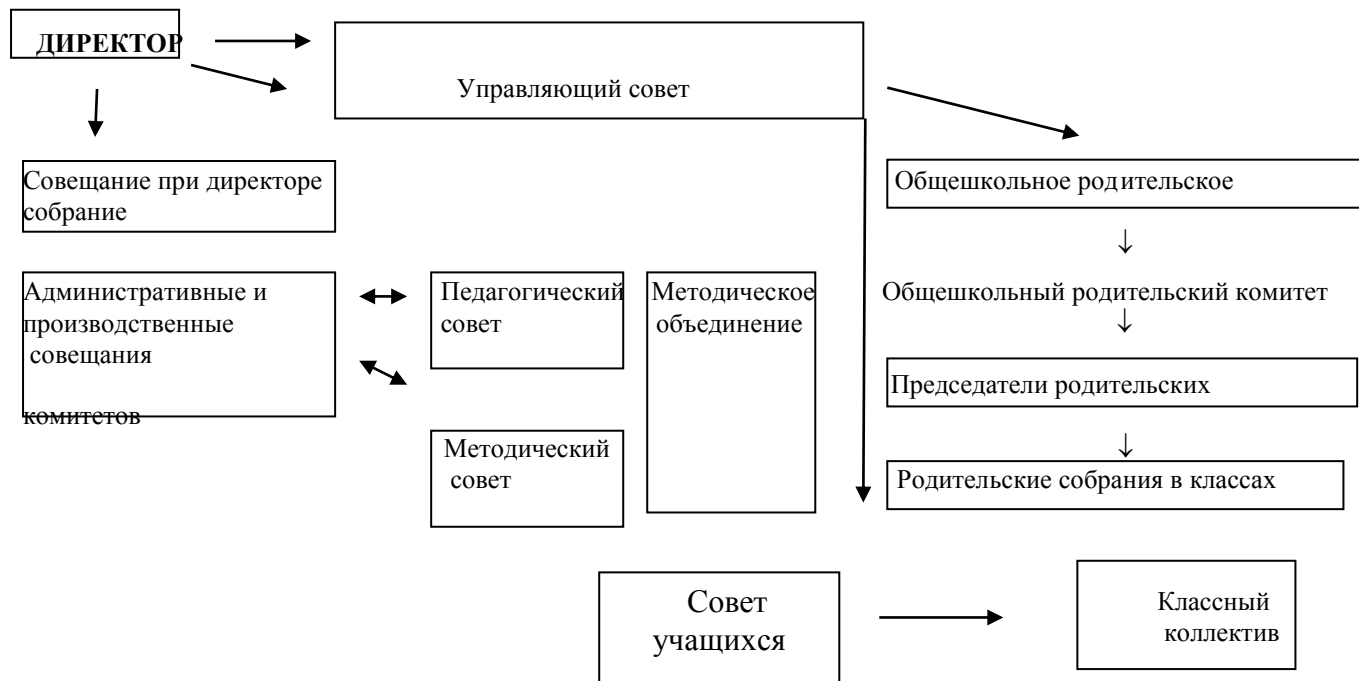 ДИРЕКТОР
Управляющий совет
Совещание при директоре
собрание
Общешкольное родительское
↓
Административные и
производственные
совещания
комитетов
Педагогический
совет
Методическое
объединение
Общешкольный родительский комитет
↓
Председатели родительских
↓
Методический
совет
Родительские собрания в классах
Совет
учащихся
Классный
коллектив